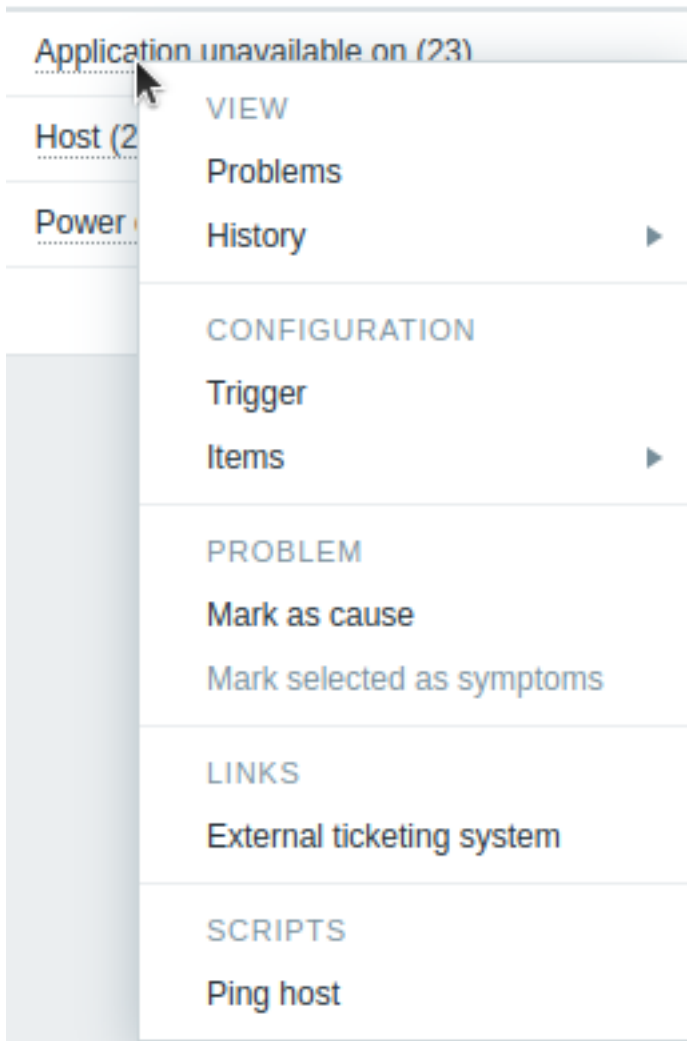 Application unavailable on (23)
Host (2
Power
VIEW
Problems
History
CONFIGURATION
Trigger
Items
PROBLEM
Mark as cause
Mark selected as symptoms
LINKS
External ticketing system
SCRIPTS
Ping host